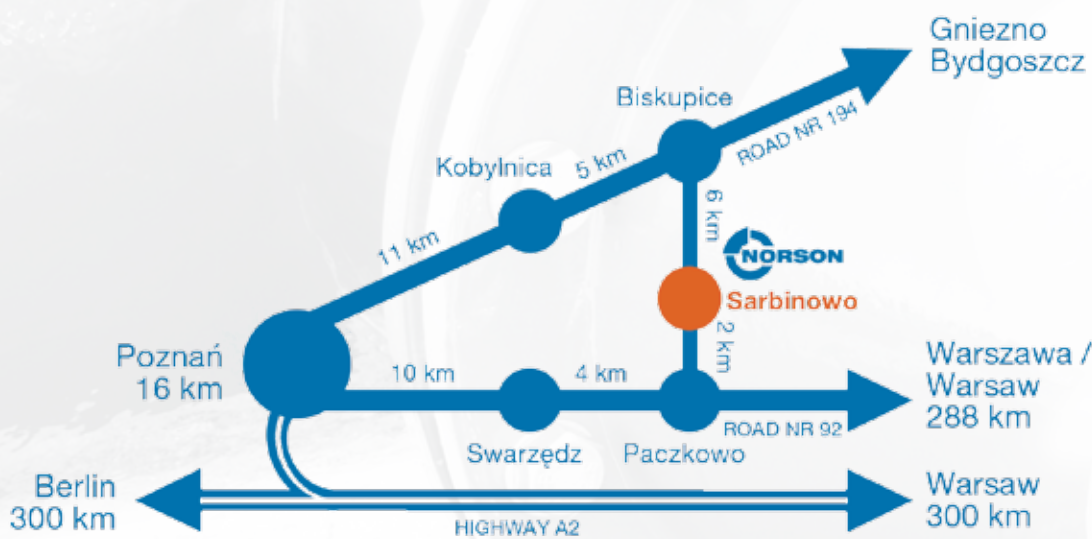 Gniezno
Bydgoszcz
Biskupice
ROAD NR 194
Kobylnica
5 km
11 km
6 km
NORSON
Sarbinowo
2 km
Poznań
16 km
10 km
4 km
Warszawa /
Warsaw
288 km
ROAD NR 92
Swarzędz
Paczkowo
Berlin
300 km
Warsaw
300 km
HIGHWAY A2